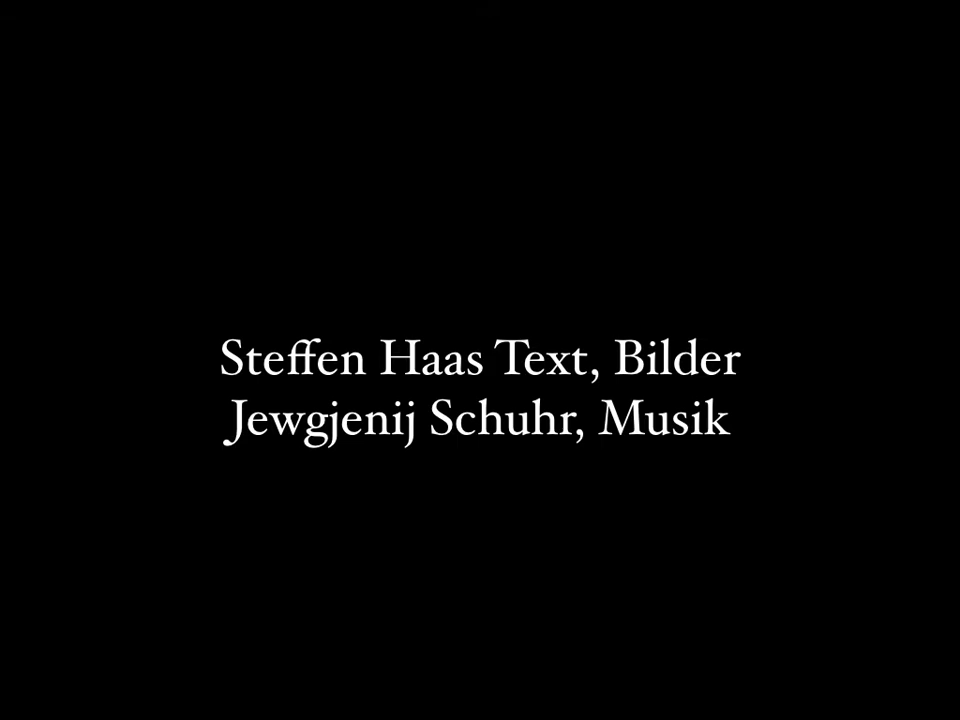 Steffen Haas Text, Bilder
Jewgjenij Schuhr, Musik